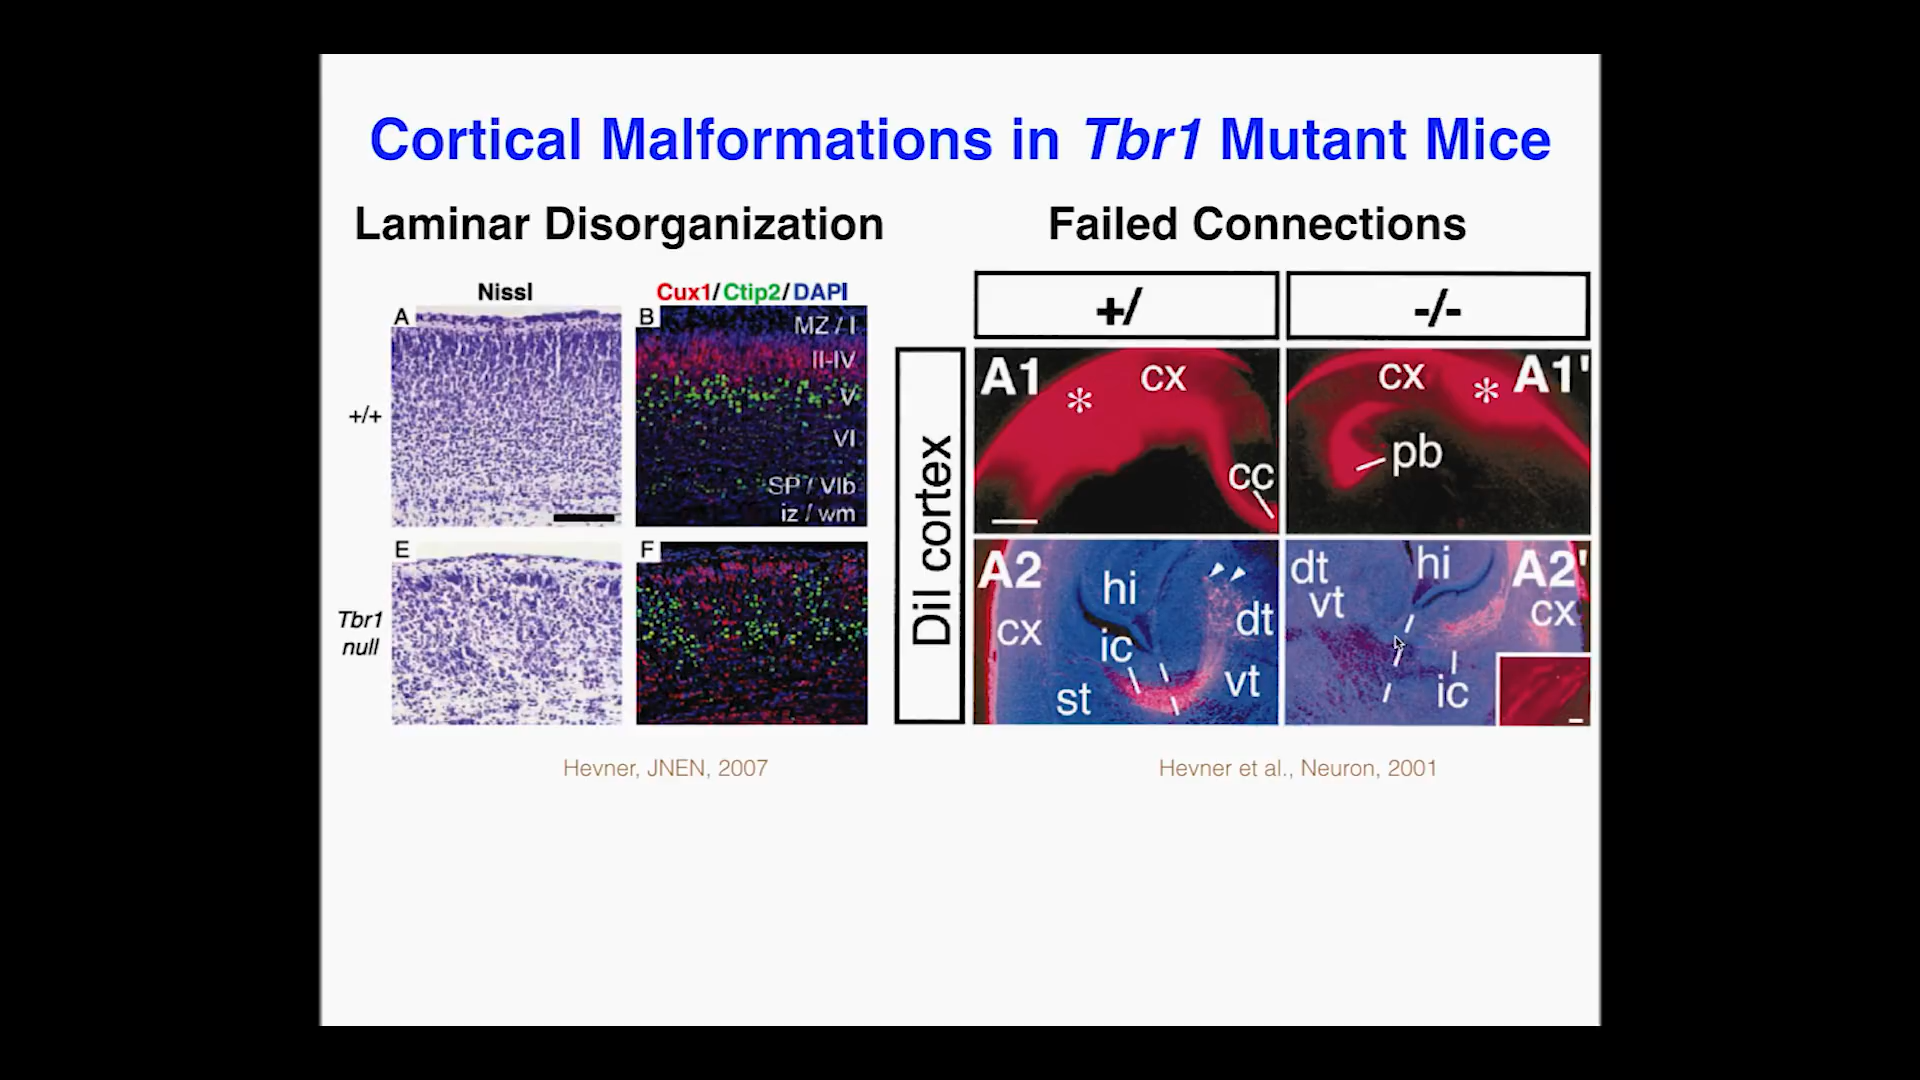 Cortical Malformations in Tbr1 Mutant Mice
Laminar Disorganization
Nissl
Cux1/Ctip2/DAPI
A
B
MZ / I
II-IV
V
VI
SP / VIb
iz / wm
+/+
E
F
Tbr1
null
Hevner, JNEN, 2007
Failed Connections
+/
-/-
DiI cortex
A1
cx
*
cc
cx
*
A1'
pb
A2
hi
cx
dt
ic
st
vt
dt
hi
A2'
vt
cx
ic
Hevner et al., Neuron, 2001